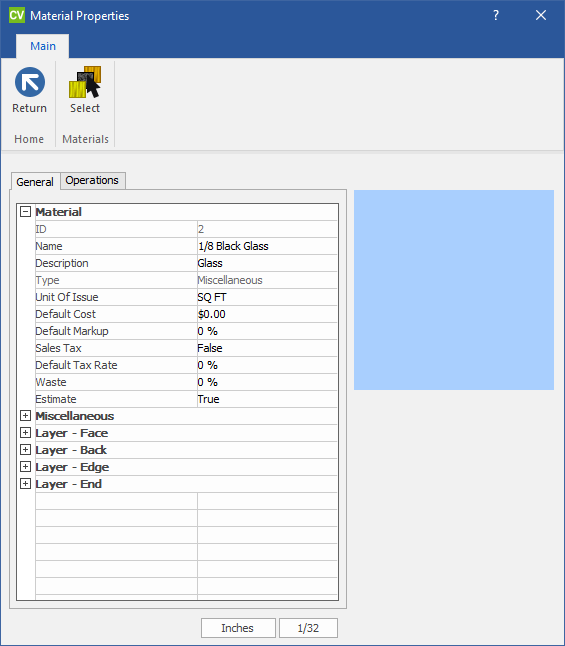 CV Material Properties ?
Main
Return Select
Home Materials
General Operations
Material
ID 2
Name 1/8 Black Glass
Description Glass
Type Miscellaneous
Unit Of Issue SQ FT
Default Cost $0.00
Default Markup 0 %
Sales Tax False
Default Tax Rate 0 %
Waste 0 %
Estimate True
Miscellaneous
Layer - Face
Layer - Back
Layer - Edge
Layer - End
Inches 1/32